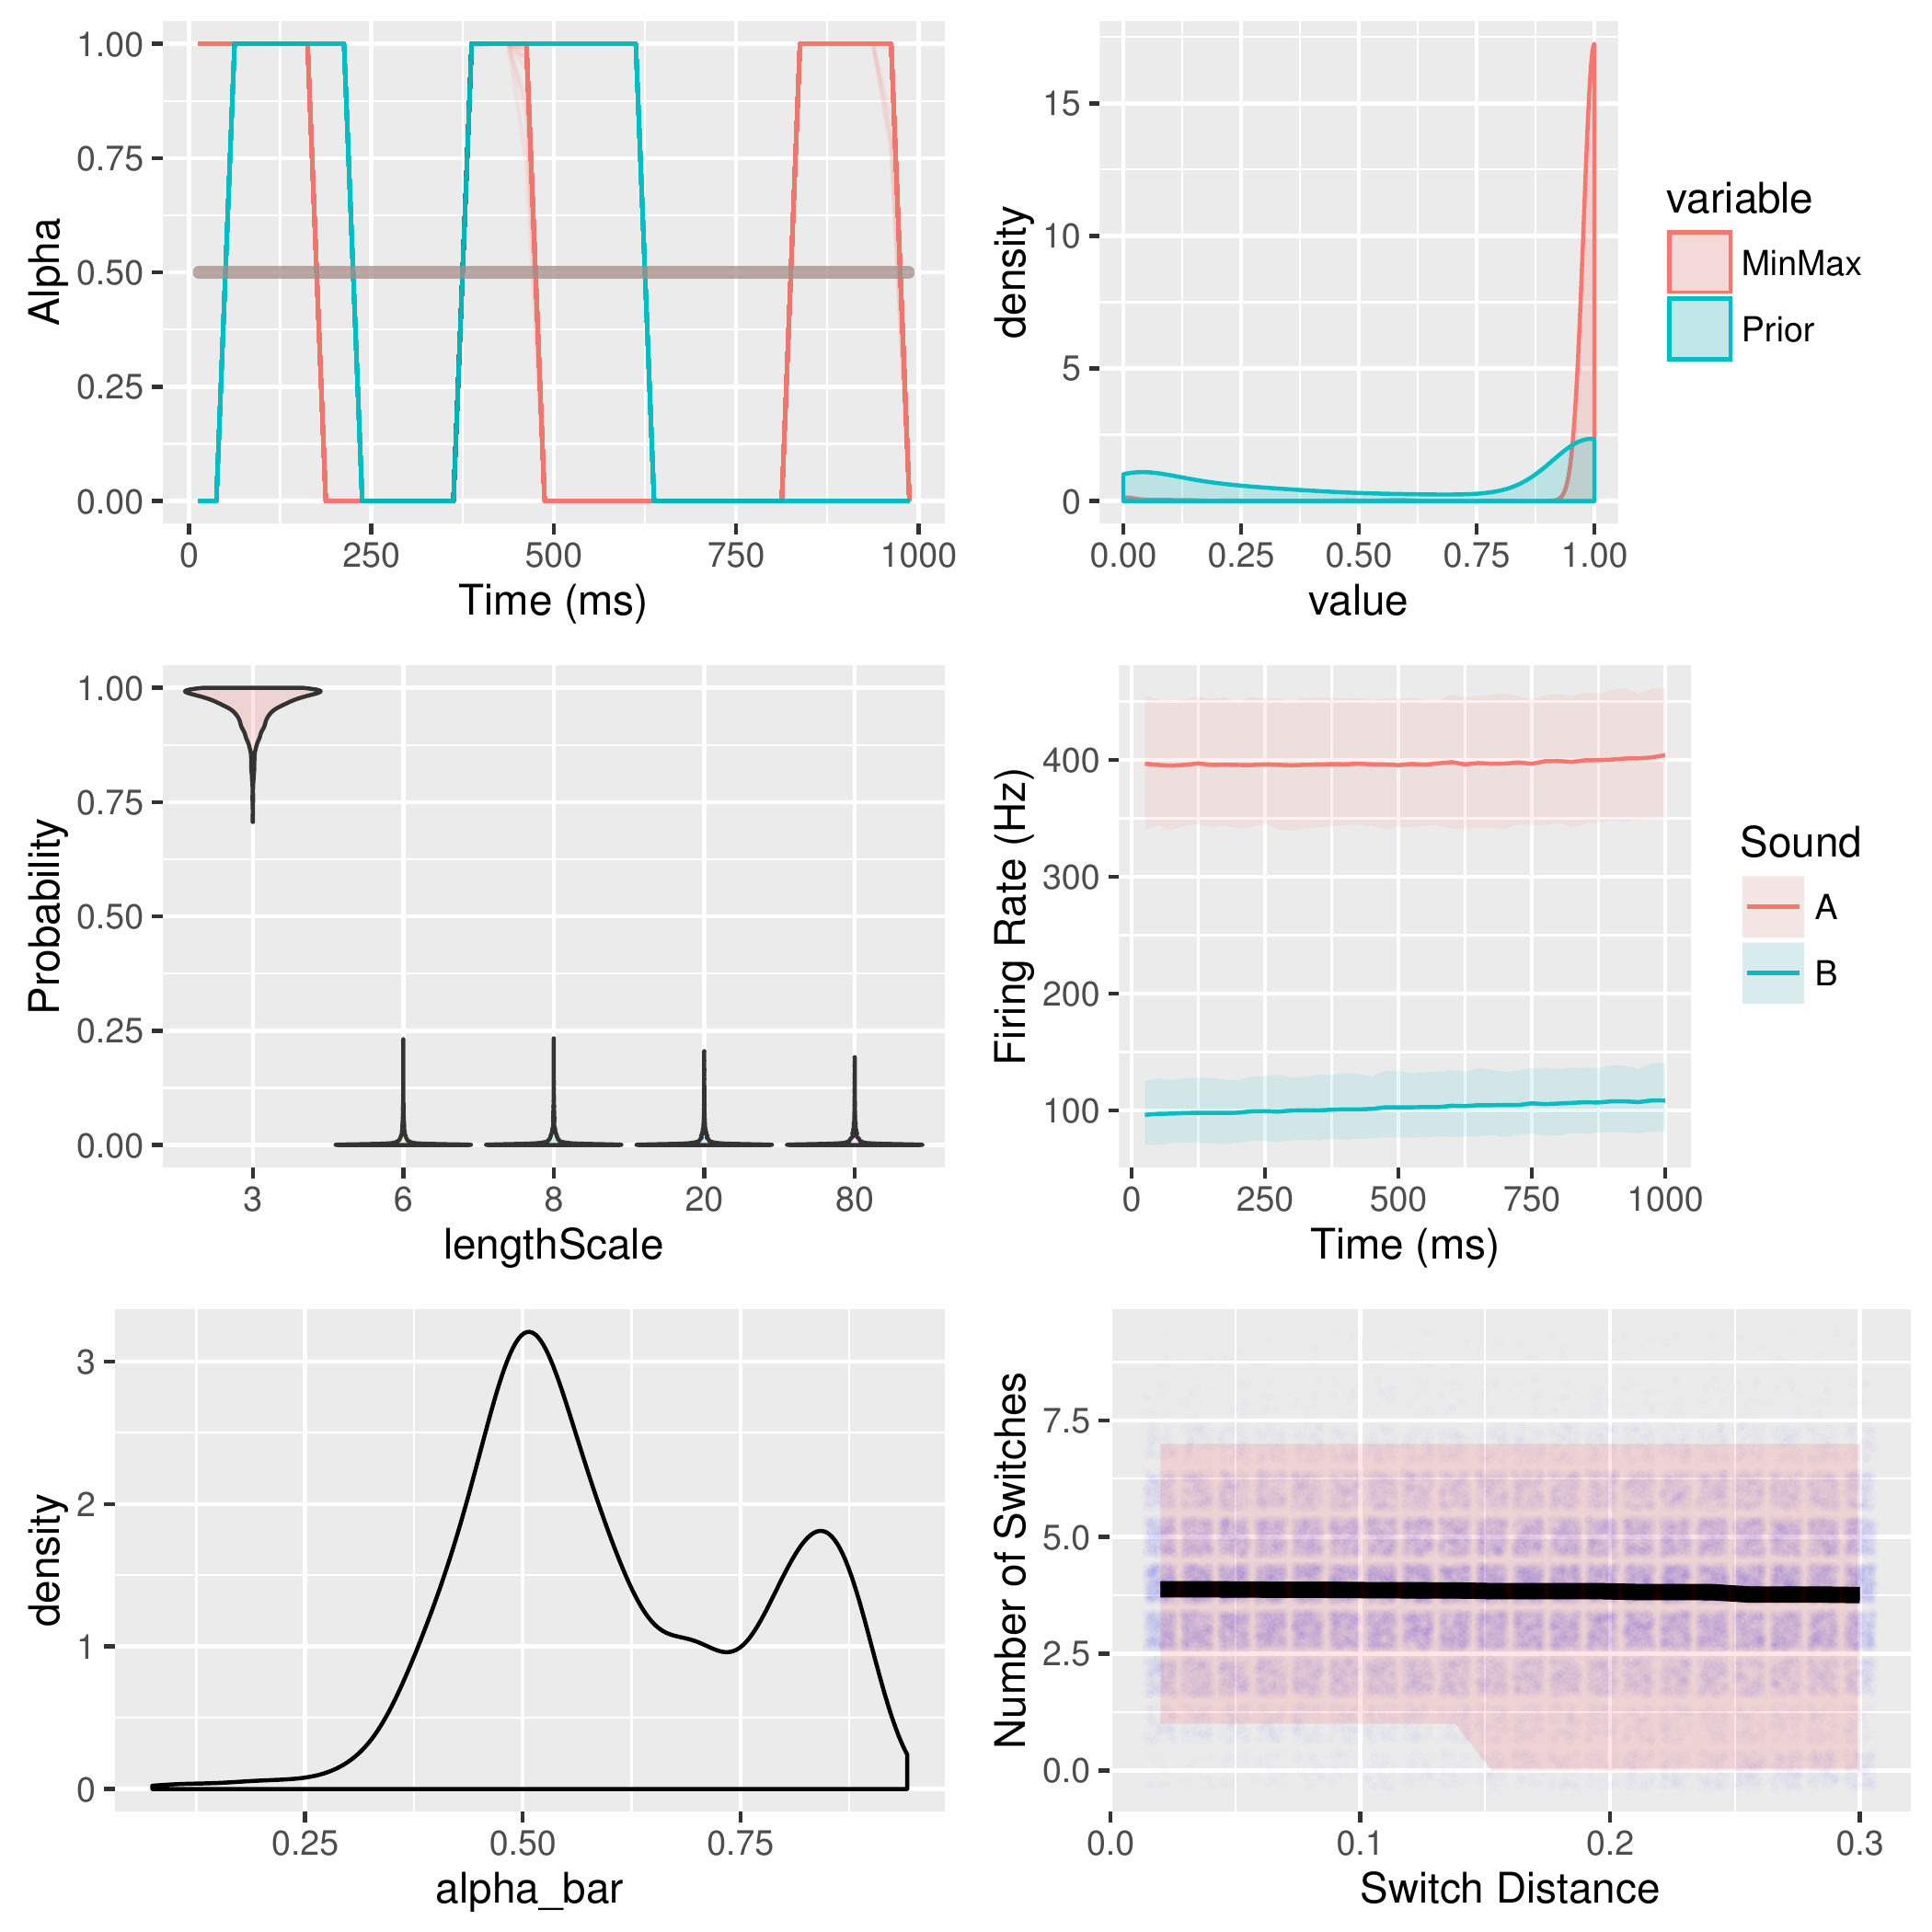 1.00
0.75
0.50
0.25
0.00
Alpha
0 250 500 750 1000
Time (ms)
15
10
5
0
density
0.00 0.25 0.50 0.75 1.00
value
variable
MinMax
Prior
1.00
0.75
0.50
0.25
0.00
Probability
3 6 8 20 80
lengthScale
400
300
200
100
Firing Rate (Hz)
0 250 500 750 1000
Time (ms)
Sound
A
B
3
2
1
0
density
0.25 0.50 0.75
alpha_bar
7.5
5.0
2.5
0.0
Number of Switches
0.0 0.1 0.2 0.3
Switch Distance